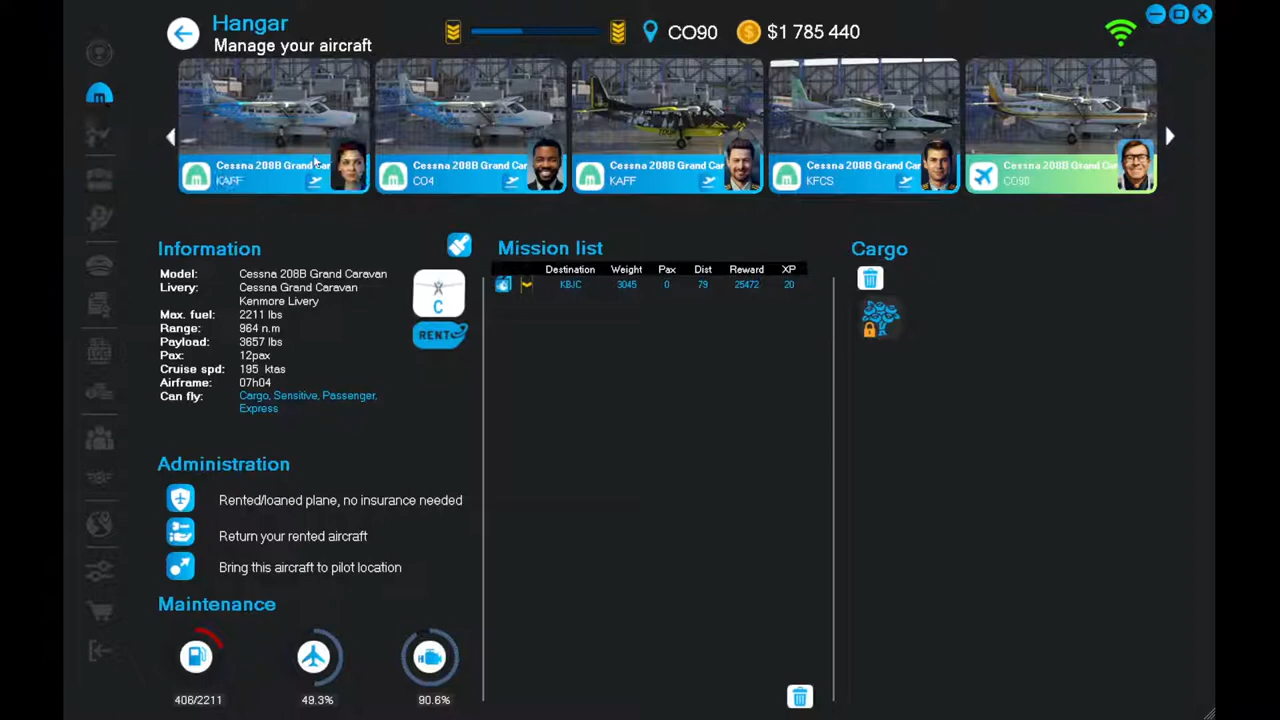 Hangar
Manage your aircraft
CO90
$1 785 440
Cessna 208B Grand Car
KAFF
Cessna 208B Grand Car
CO4
Cessna 208B Grand Car
KAFF
Cessna 208B Grand Car
KFCS
Cessna 208B Grand Car
CO90
Information
Model: Cessna 208B Grand Caravan
Livery: Cessna Grand Caravan
Kenmore Livery
Max. fuel: 2211 lbs
Range: 964 n.m
Payload: 3657 lbs
Pax: 12pax
Cruise spd: 195 ktas
Airframe: 07h04
Can fly: Cargo, Sensitive, Passenger,
Express
C
RENT
Administration
Rented/loaned plane, no insurance needed
Return your rented aircraft
Bring this aircraft to pilot location
Maintenance
406/2211
49.3%
90.6%
Mission list
Destination Weight Pax Dist Reward XP
KBJC 3045 0 79 25472 20
Cargo